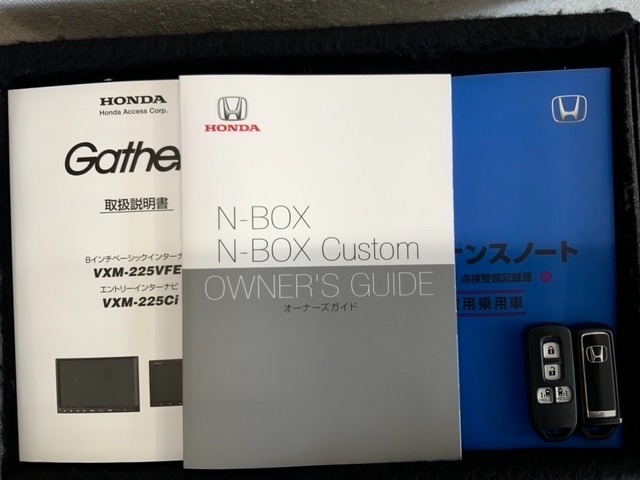 HONDA
Honda Access Corp.
Gathe
取扱説明書
8インチベーシックインターナ
VXM-225VFE
エントリーインターナビ
VXM-225Ci
HONDA
N-BOX
N-BOX Custom
OWNER'S GUIDE
オーナーズガイド
ンスノート
点検整備記録簿
用乗用車
HOLD
HOLD